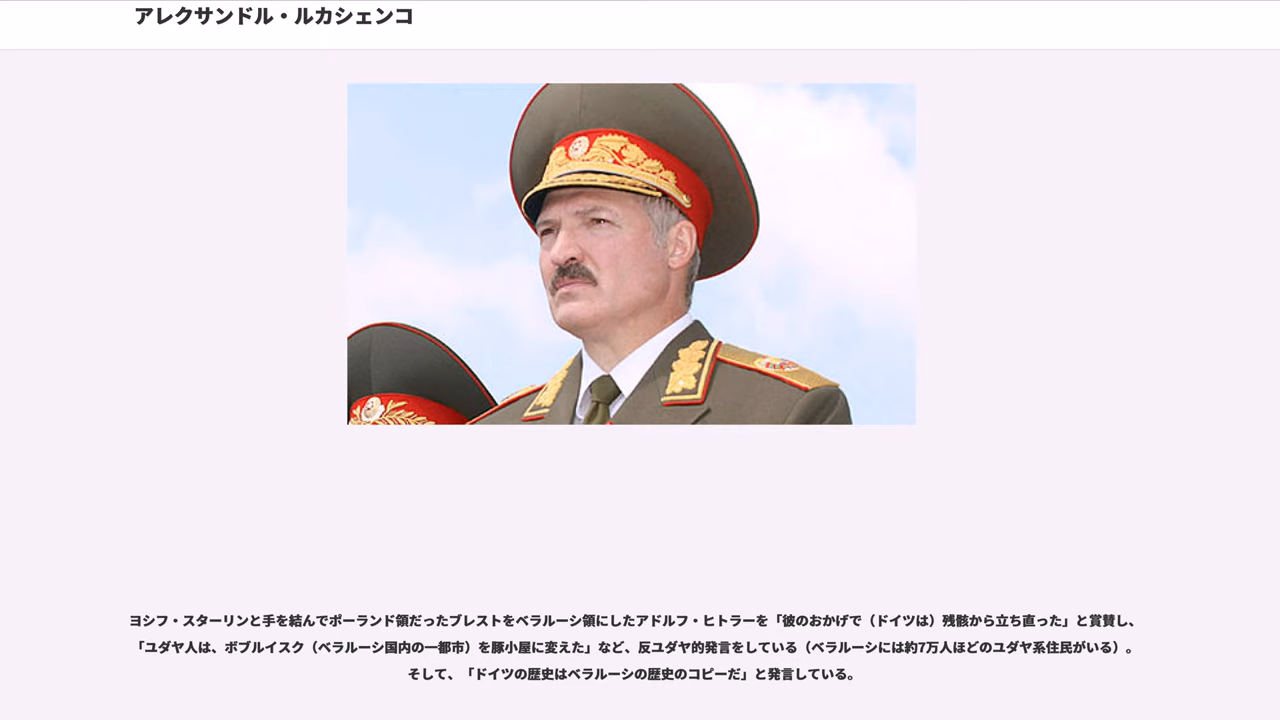 アレクサンドル・ルカシェンコ
ヨシフ・スターリンと手を結んでポーランド領だったブレストをベラルーシ領にしたアドルフ・ヒトラーを「彼のおかげで（ドイツは）残骸から立ち直った」と賞賛し、
「ユダヤ人は、ボブルイスク（ベラルーシ国内の一都市）を豚小屋に変えた」など、反ユダヤ的発言をしている（ベラルーシには約7万人ほどのユダヤ系住民がいる）。
そして、「ドイツの歴史はベラルーシの歴史のコピーだ」と発言している。